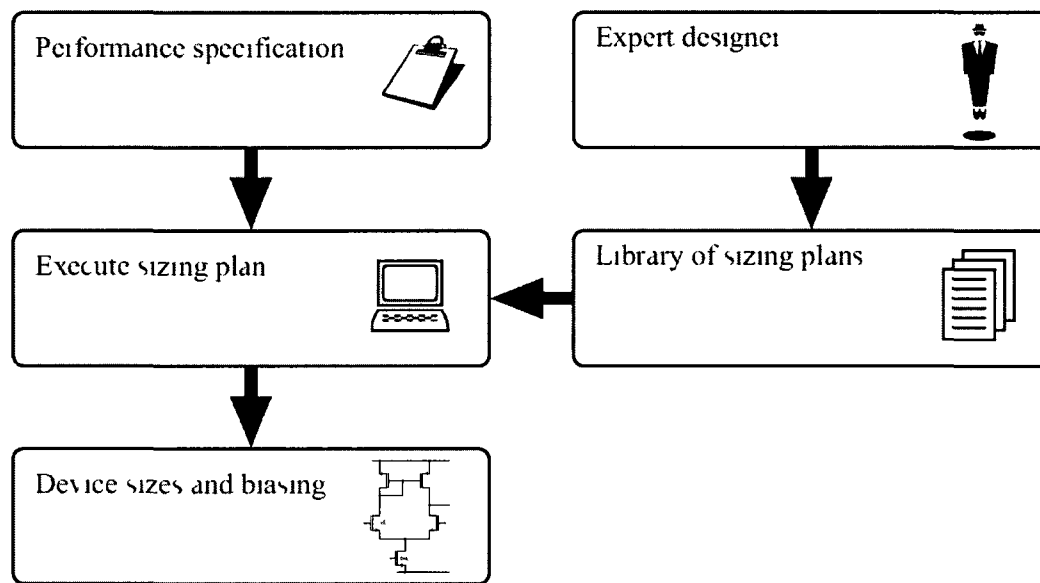 Performance specification
Expert designer
Execute sizing plan
Library of sizing plans
Device sizes and biasing